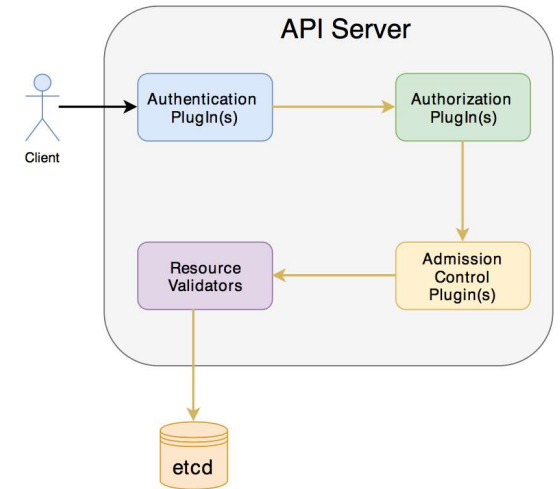 API Server
Authentication
PlugIn(s)
Authorization
PlugIn(s)
Client
Resource
Validators
Admission
Control
Plugin(s)
etcd